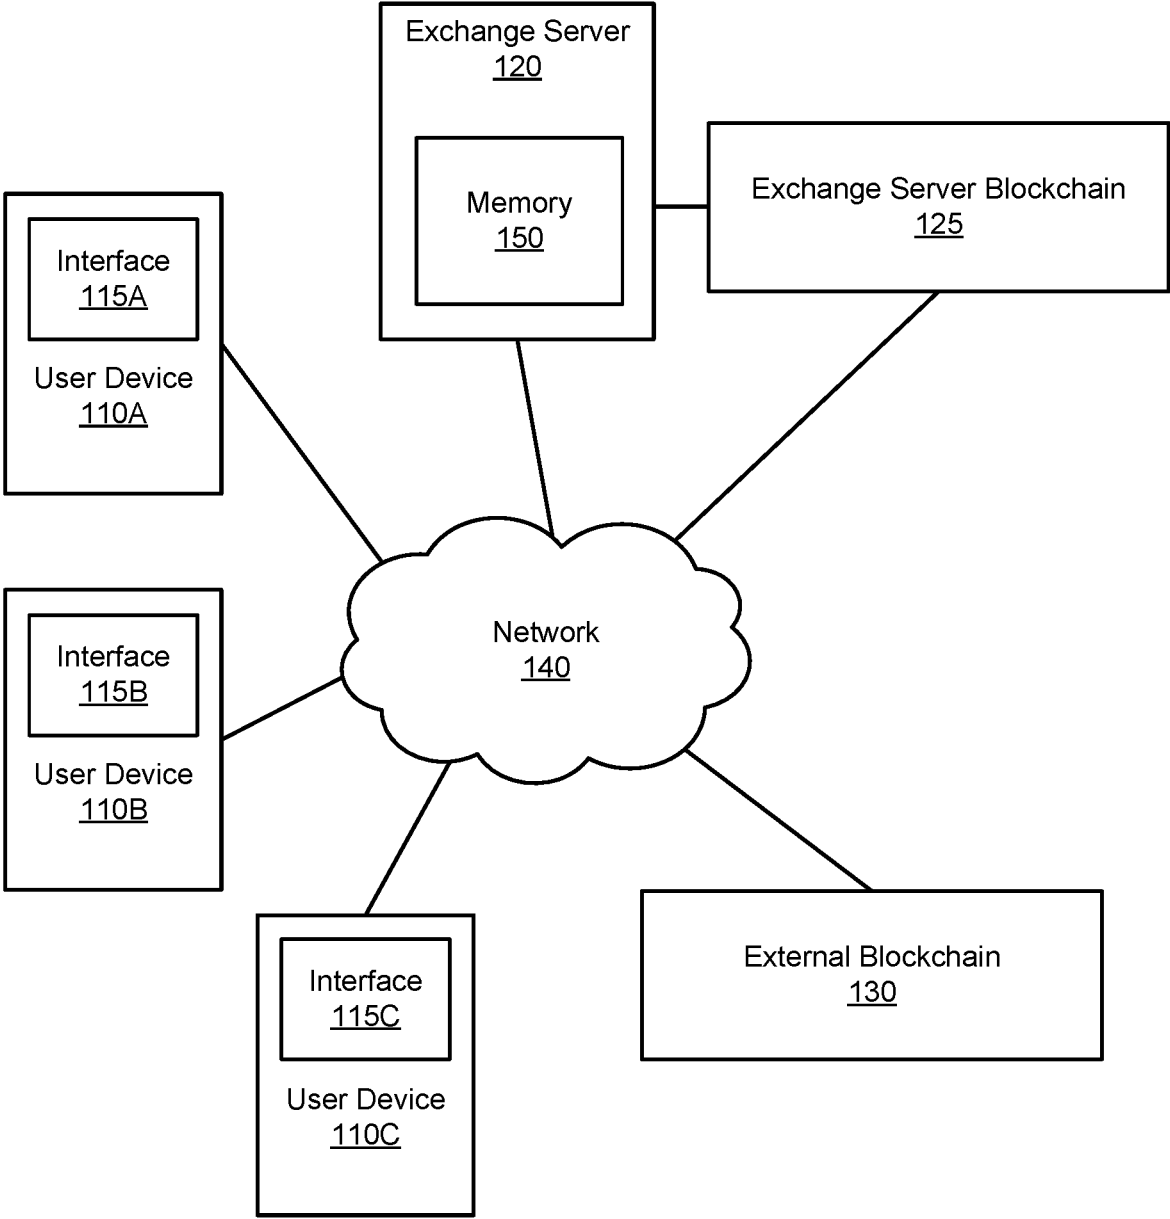 Exchange Server
120
Memory
150
Exchange Server Blockchain
125
Interface
115A
User Device
110A
Network
140
Interface
115B
User Device
110B
External Blockchain
130
Interface
115C
User Device
110C